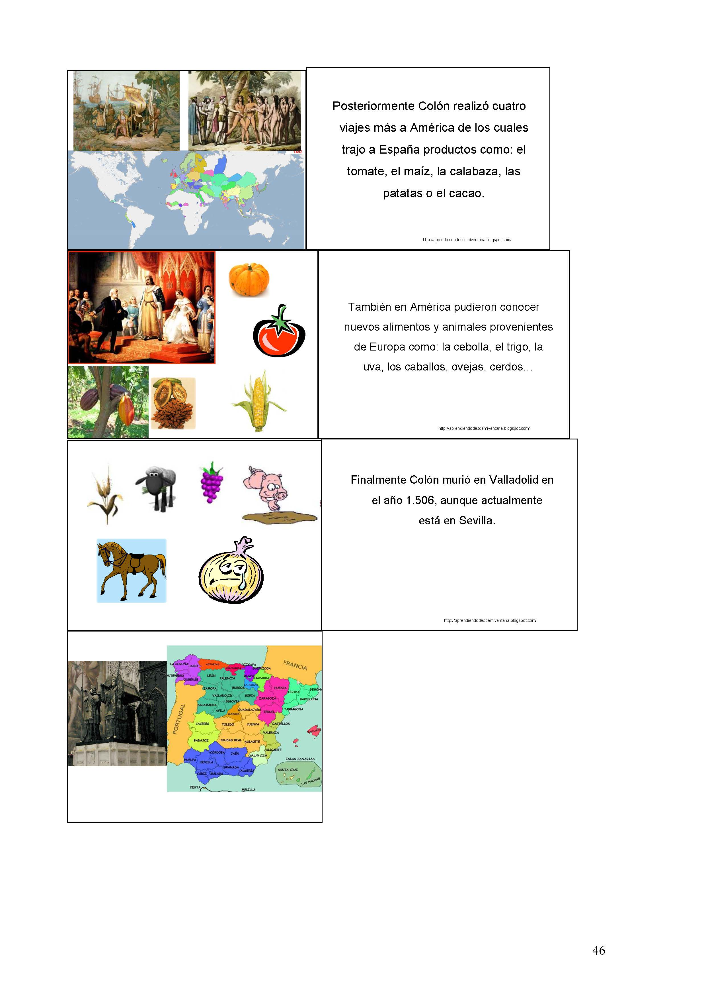 1492
Posteriormente Colón realizó cuatro
viajes más a América de los cuales
trajo a España productos como: el
tomate, el maíz, la calabaza, las
patatas o el cacao.
http://aprendiendodesdemiventana.blogspot.com/
También en América pudieron conocer
nuevos alimentos y animales provenientes
de Europa como: la cebolla, el trigo, la
uva, los caballos, ovejas, cerdos…
http://aprendiendodesdemiventana.blogspot.com/
Finalmente Colón murió en Valladolid en
el año 1.506, aunque actualmente
está en Sevilla.
http://aprendiendodesdemiventana.blogspot.com/
FRANCIA
LA CORUÑA
LUGO
ASTURIAS
CANTABRIA
VIZCAYA
GUIPUZCOA
ONTEVEDRA
OURENSE
LEÓN
PALENCIA
ALAVA
NAVARRA
ZAMORA
BURGOS
LA RIOJA
HUESCA
LERIDA
GERONA
VALLADOLID
SORIA
ZARAGOZA
BARCELONA
SALAMANCA
SEGOVIA
AVILA
MADRID
GUADALAJARA
TERUEL
TARRAGONA
PORTUGAL
CÁCERES
TOLEDO
CUENCA
CASTELLÓN
VALENCIA
BALEARES
BADAJOZ
CIUDAD REAL
ALBACETE
ALICANTE
MURCIA
CÓRDOBA
JAÉN
HUELVA
SEVILLA
GRANADA
ALMERÍA
CÁDIZ
MÁLAGA
ISLAS CANARIAS
SANTA CRUZ
LAS PALMAS
CEUTA
MELILLA
46